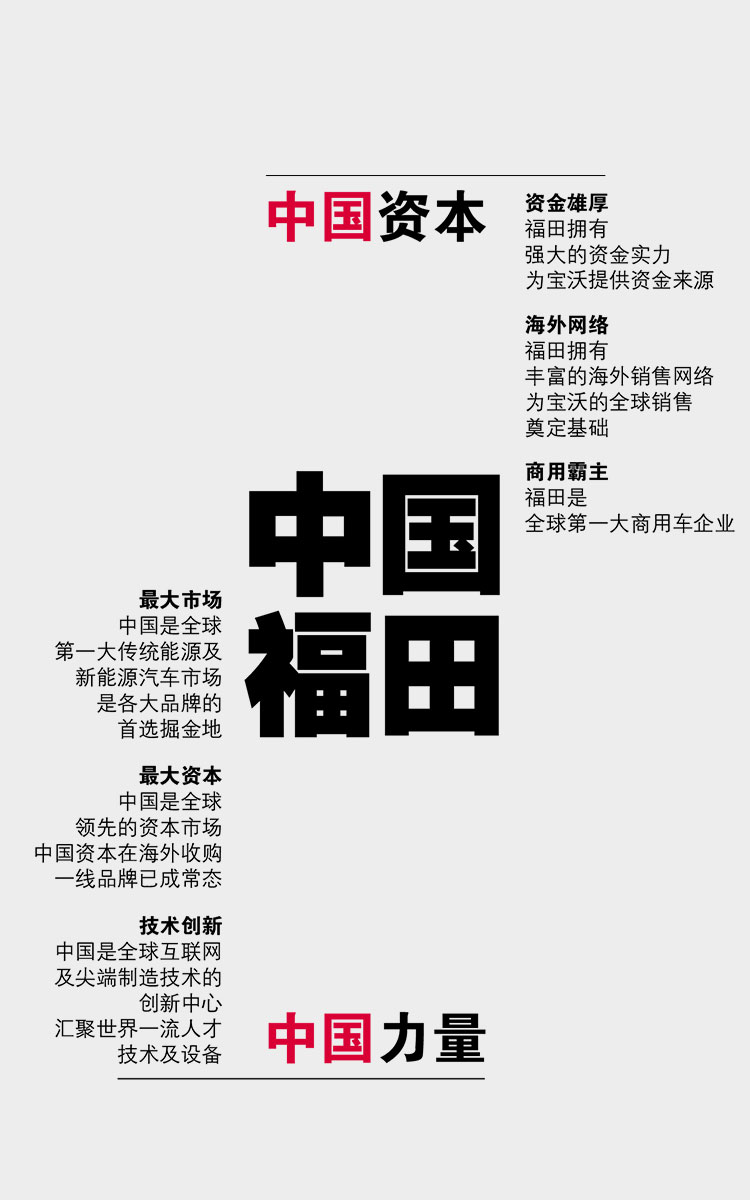 中国资本
资金雄厚
福田拥有
强大的资金实力
为宝沃提供资金来源
海外网络
福田拥有
丰富的海外销售网络
为宝沃的全球销售
奠定基础
商用霸主
福田是
全球第一大商用车企业
中国
福田
最大市场
中国是全球
第一大传统能源及
新能源汽车市场
是各大品牌的
首选掘金地
最大资本
中国是全球
领先的资本市场
中国资本在海外收购
一线品牌已成常态
技术创新
中国是全球互联网
及尖端制造技术的
创新中心
汇聚世界一流人才
技术及设备
中国力量